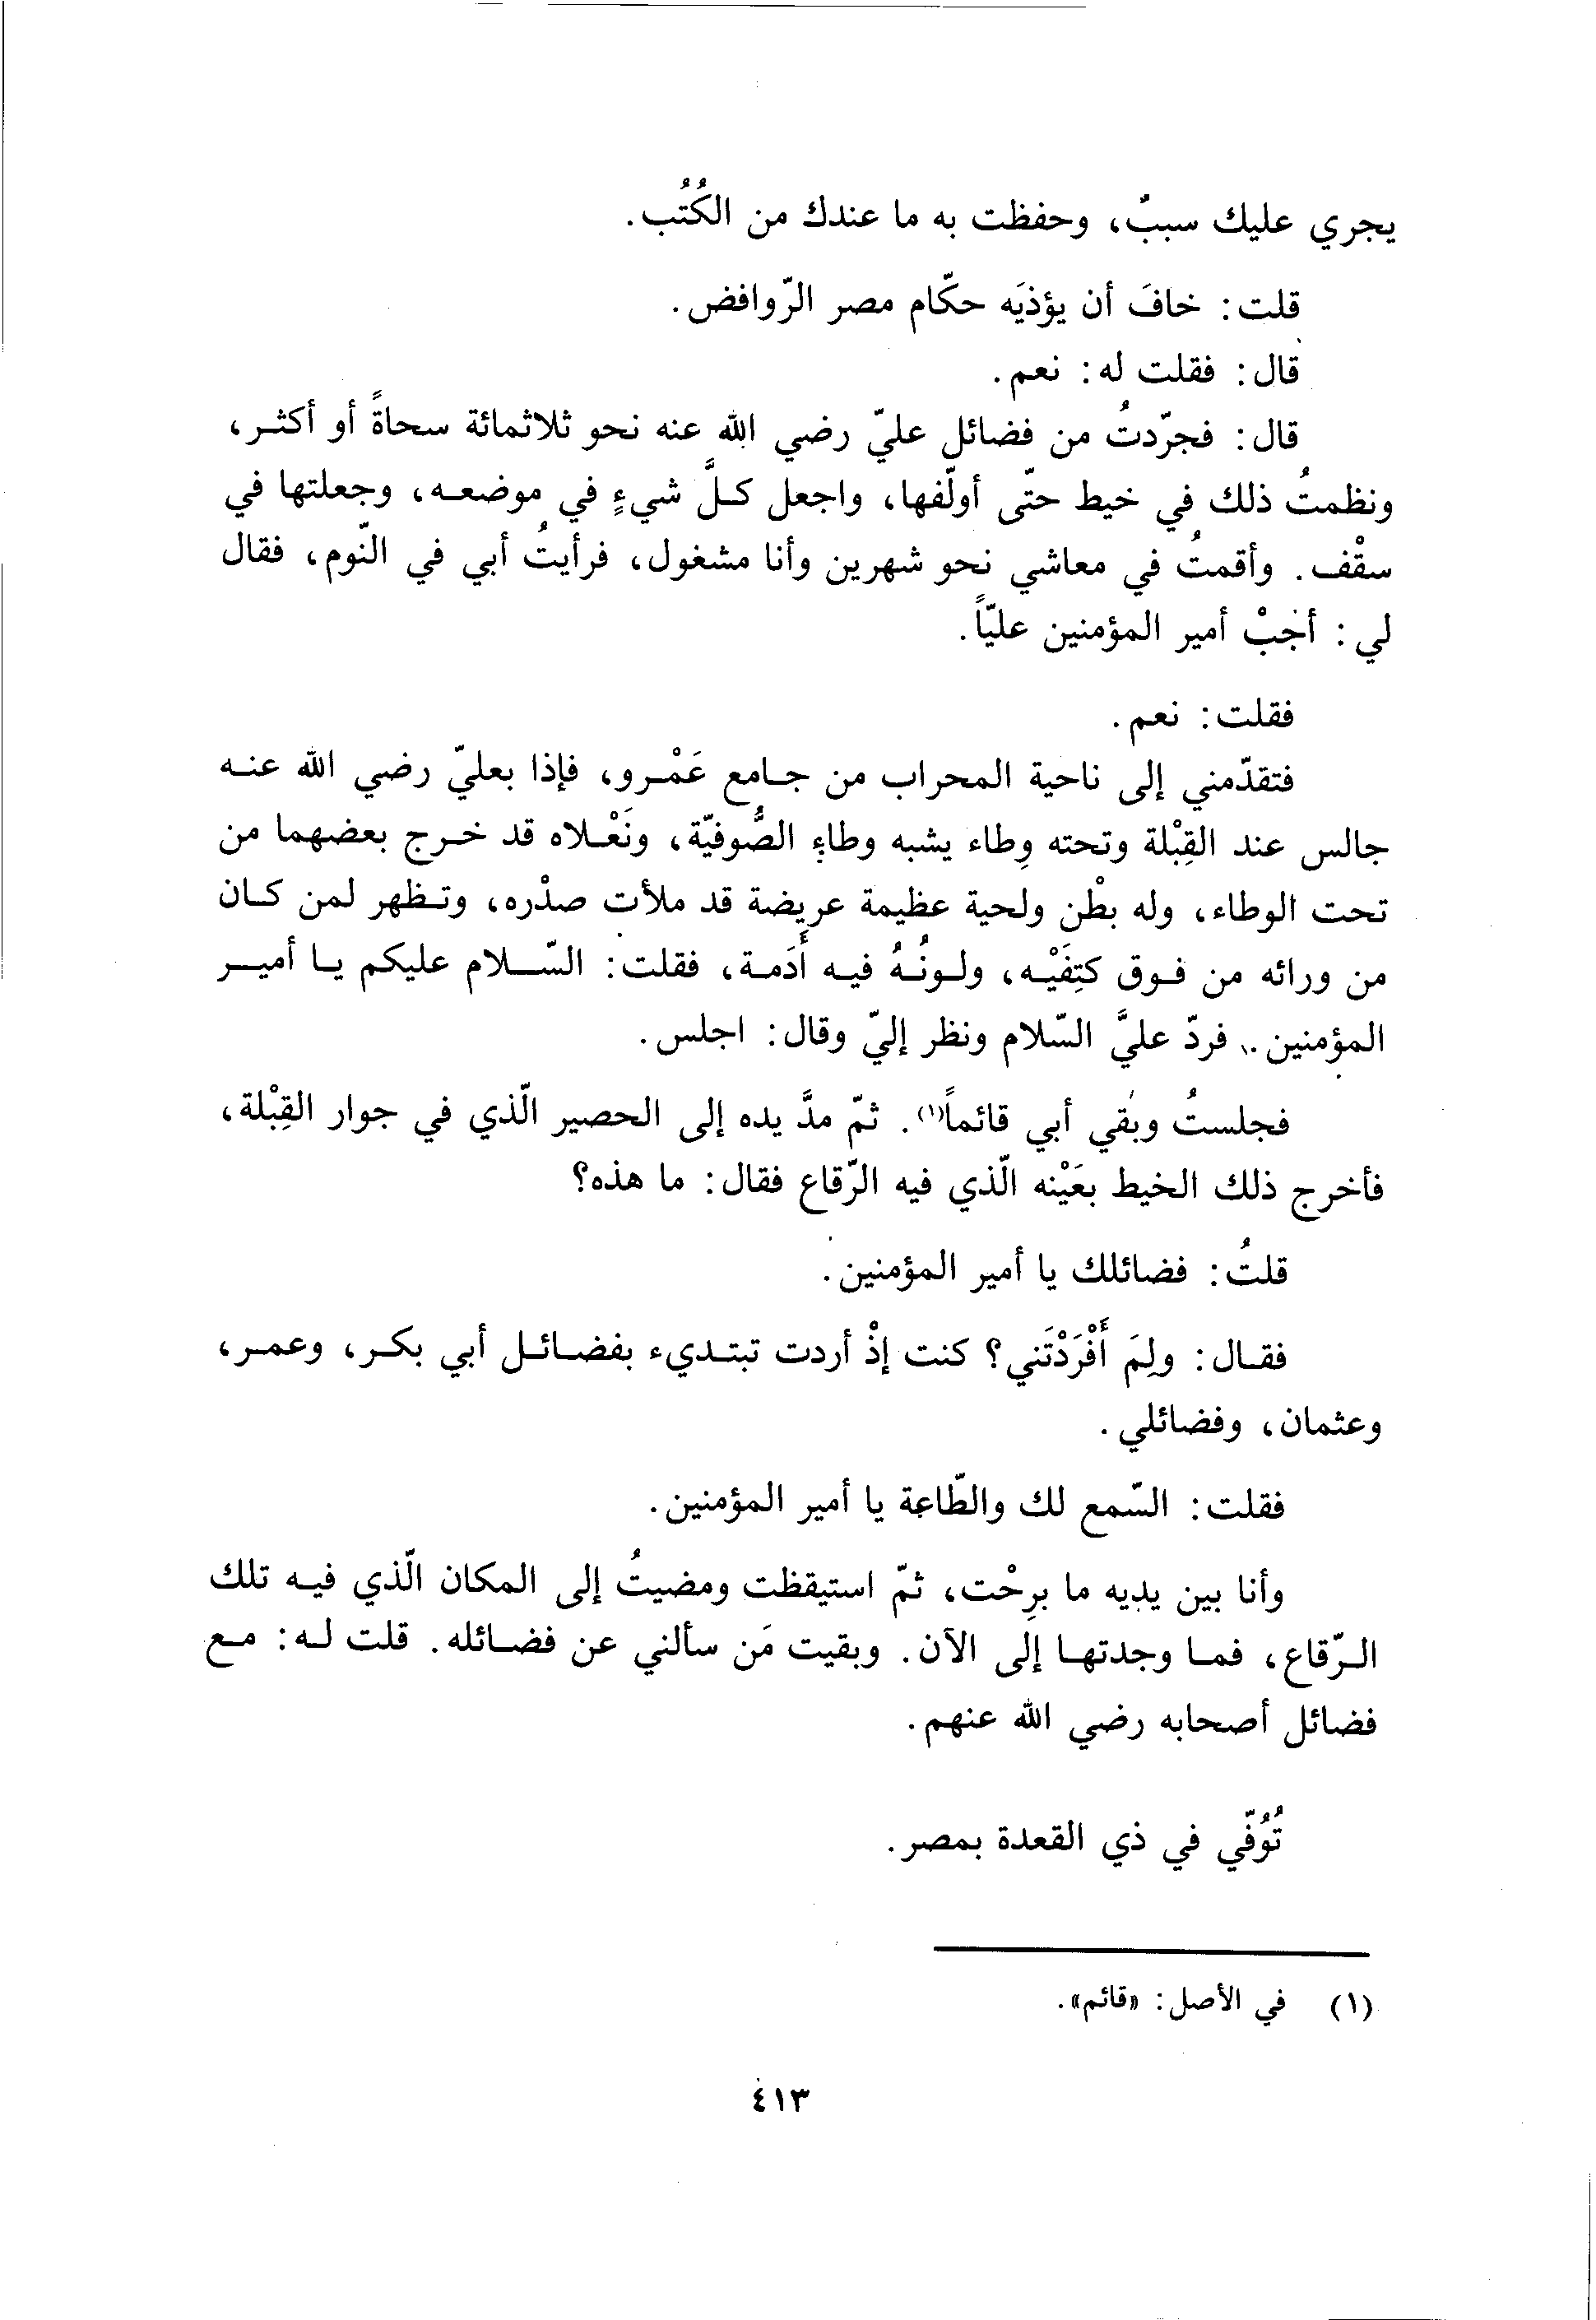 يجري عليك سببٌ، وحفظت به ما عندك من الكُتُب.
قلت: خافَ أن يؤذيَه حكّام مصر الرّوافض.
قال: فقلت له: نعم.
قال: فجرّدتُ من فضائل عليّ رضي الله عنه نحو ثلاثمائة سحاةً أو أكثر،
ونظمتُ ذلك في خيط حتّى أولّفها، واجعل كلَّ شيءٍ في موضعه، وجعلتها في
سقْف. وأقمتُ في معاشي نحو شهرين وأنا مشغول، فرأيتُ أبي في النّوم، فقال
لي: أجِبْ أمير المؤمنين عليّاً.
فقلت: نعم.
فتقدّمني إلى ناحية المحراب من جامع عَمْرو، فإذا بعليّ رضي الله عنه
جالس عند القِبْلة وتحته وِطاء يشبه وطاء الصُّوفيّة، ونَعْلاه قد خرج بعضهما من
تحت الوطاء، وله بطْن ولحية عظيمة عريضة قد ملأت صدْره، وتظهر لمن كان
من ورائه من فوق كتِفَيْه، ولونُهُ فيه أَدَمة، فقلت: السّلام عليكم يا أمير
المؤمنين. فردّ عليَّ السّلام ونظر إليّ وقال: اجلس.
فجلستُ وبقي أبي قائماً(١). ثمّ مدَّ يده إلى الحصير الّذي في جوار القِبْلة،
فأخرج ذلك الخيط بعَيْنه الّذي فيه الرّقاع فقال: ما هذه؟
قلتُ: فضائلك يا أمير المؤمنين.
فقال: ولِمَ أَفْرَدْتَني؟ كنت إذْ أردت تبتديء بفضائل أبي بكر، وعمر،
وعثمان، وفضائلي.
فقلت: السّمع لك والطّاعة يا أمير المؤمنين.
وأنا بين يديه ما برِحْت، ثمّ استيقظت ومضيتُ إلى المكان الّذي فيه تلك
الرّقاع، فما وجدتها إلى الآن. وبقيت مَن سألني عن فضائله. قلت له: مع
فضائل أصحابه رضي الله عنهم.
تُوُفّي في ذي القعدة بمصر.
(١) في الأصل: «قائم».
٤١٣